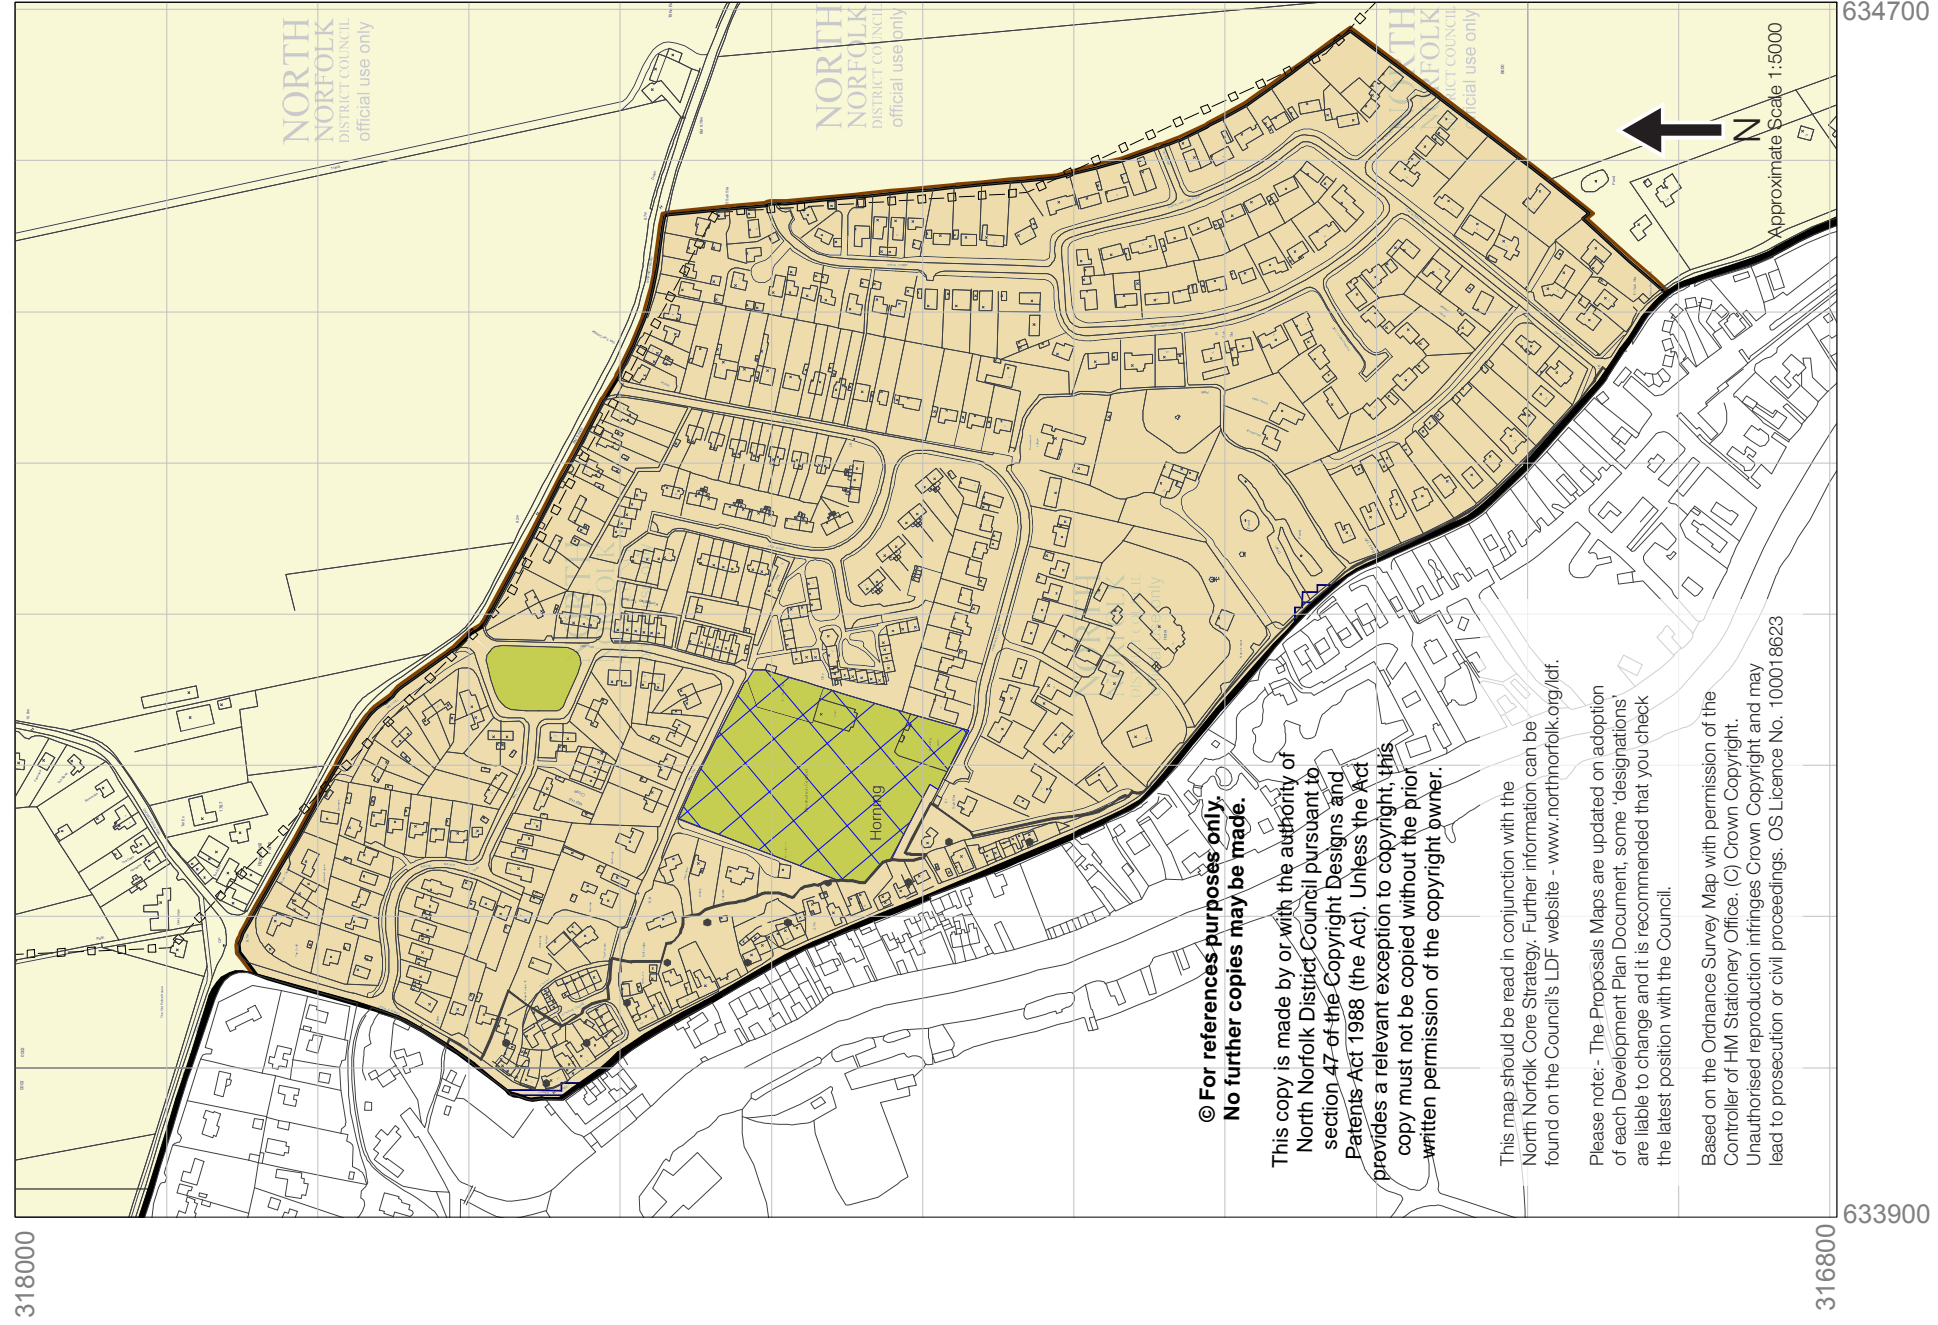 634700
633900
318000
316800
NORTH
NORFOLK
DISTRICT COUNCIL
official use only
NORTH
NORFOLK
DISTRICT COUNCIL
official use only
Horning
N
Approximate Scale 1:5000
© For references purposes only.
No further copies may be made.
This copy is made by or with the authority of
North Norfolk District Council pursuant to
section 47 of the Copyright Designs and
Patents Act 1988 (the Act). Unless the Act
provides a relevant exception to copyright, this
copy must not be copied without the prior
written permission of the copyright owner.
This map should be read in conjunction with the
North Norfolk Core Strategy. Further information can be
found on the Council's LDF website - www.northnorfolk.org/ldf.
Please note:- The Proposals Maps are updated on adoption
of each Development Plan Document, some 'designations'
are liable to change and it is recommended that you check
the latest position with the Council.
Based on the Ordnance Survey Map with permission of the
Controller of HM Stationery Office. (C) Crown Copyright.
Unauthorised reproduction infringes Crown Copyright and may
lead to prosecution or civil proceedings. OS Licence No. 100018623